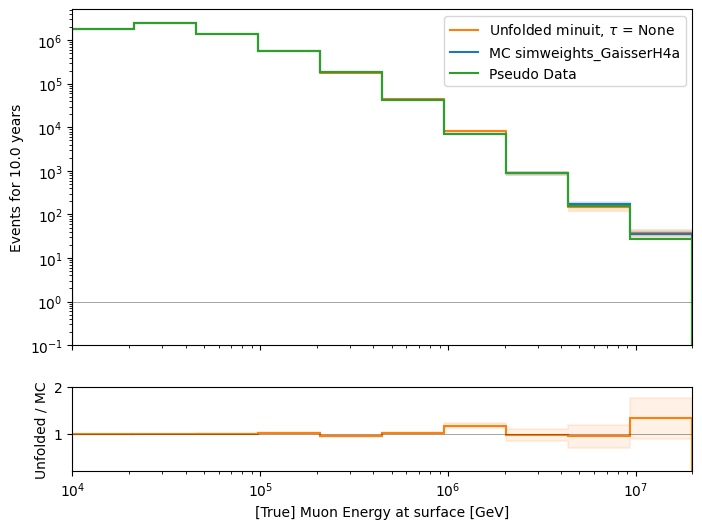 Unfolded minuit, τ = None
MC simweights_GaisserH4a
Pseudo Data
Events for 10.0 years
10⁶
10⁵
10⁴
10³
10²
10¹
10⁰
10⁻¹
Unfolded / MC
2
1
10⁴
10⁵
10⁶
10⁷
[True] Muon Energy at surface [GeV]